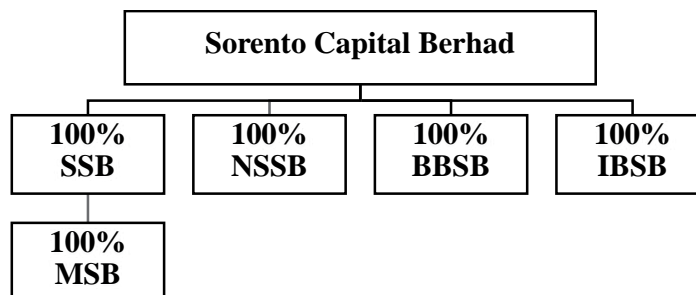 Sorento Capital Berhad
100%
SSB
100%
NSSB
100%
BBSB
100%
IBSB
100%
MSB